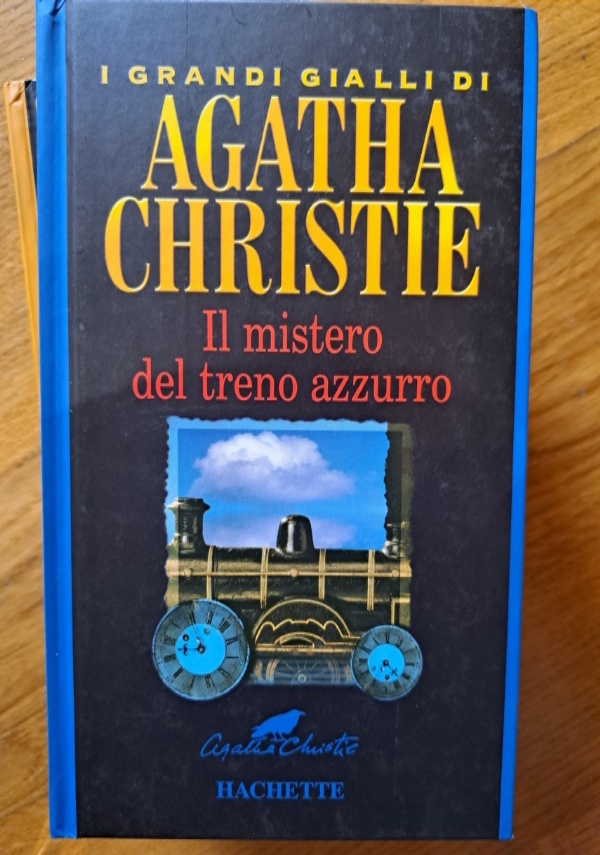 I GRANDI GIALLI DI
AGATHA
CHRISTIE
Il mistero
del treno azzurro
Agatha Christie
HACHETTE